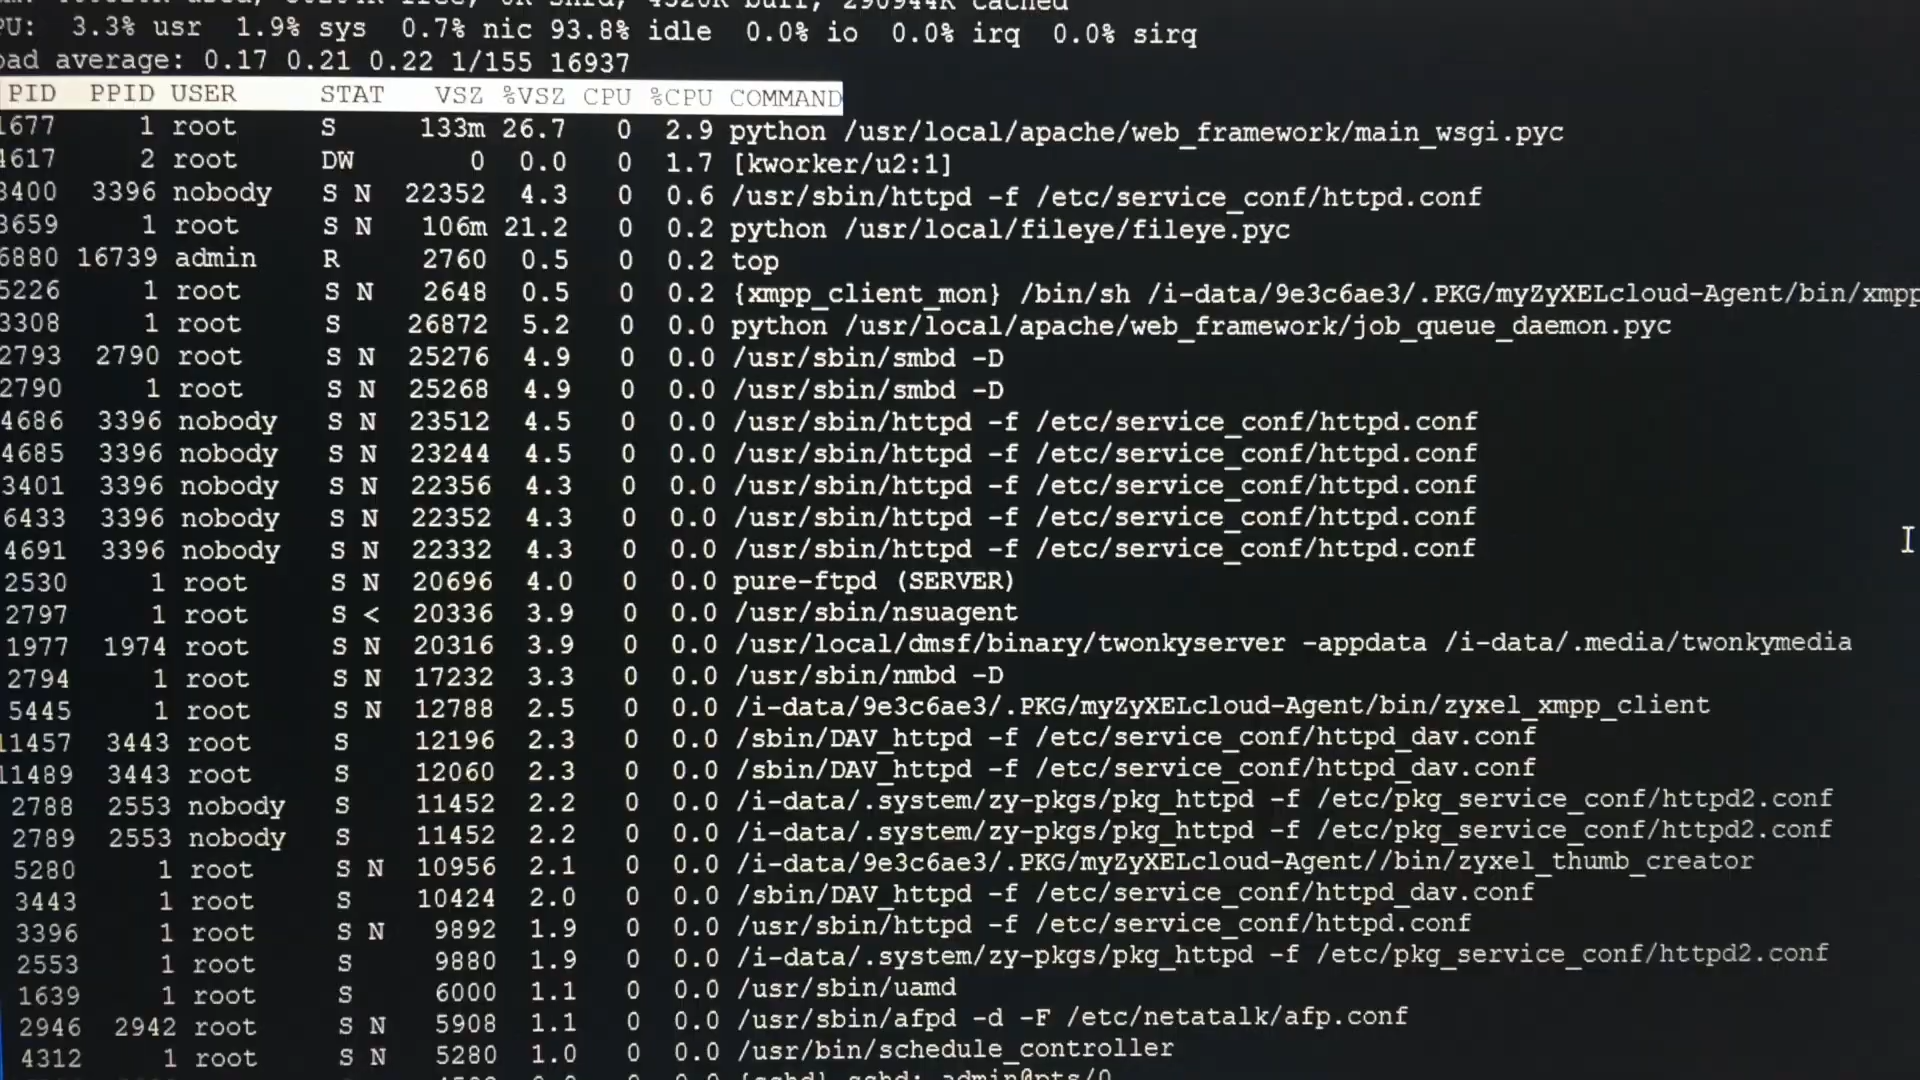 used, free, 0K shrd, 4520K buff, 290944K cached
PU: 3.3% usr 1.9% sys 0.7% nic 93.8% idle 0.0% io 0.0% irq 0.0% sirq
oad average: 0.17 0.21 0.22 1/155 16937
PID PPID USER STAT VSZ %VSZ CPU %CPU COMMAND
1677 1 root S 133m 26.7 0 2.9 python /usr/local/apache/web_framework/main_wsgi.pyc
4617 2 root DW 0 0.0 0 1.7 [kworker/u2:1]
3400 3396 nobody S N 22352 4.3 0 0.6 /usr/sbin/httpd -f /etc/service_conf/httpd.conf
3659 1 root S N 106m 21.2 0 0.2 python /usr/local/fileye/fileye.pyc
6880 16739 admin R 2760 0.5 0 0.2 top
5226 1 root S N 2648 0.5 0 0.2 {xmpp_client_mon} /bin/sh /i-data/9e3c6ae3/.PKG/myZyXELcloud-Agent/bin/xmpp
3308 1 root S 26872 5.2 0 0.0 python /usr/local/apache/web_framework/job_queue_daemon.pyc
2793 2790 root S N 25276 4.9 0 0.0 /usr/sbin/smbd -D
2790 1 root S N 25268 4.9 0 0.0 /usr/sbin/smbd -D
4686 3396 nobody S N 23512 4.5 0 0.0 /usr/sbin/httpd -f /etc/service_conf/httpd.conf
4685 3396 nobody S N 23244 4.5 0 0.0 /usr/sbin/httpd -f /etc/service_conf/httpd.conf
3401 3396 nobody S N 22356 4.3 0 0.0 /usr/sbin/httpd -f /etc/service_conf/httpd.conf
6433 3396 nobody S N 22352 4.3 0 0.0 /usr/sbin/httpd -f /etc/service_conf/httpd.conf
4691 3396 nobody S N 22332 4.3 0 0.0 /usr/sbin/httpd -f /etc/service_conf/httpd.conf
2530 1 root S N 20696 4.0 0 0.0 pure-ftpd (SERVER)
2797 1 root S < 20336 3.9 0 0.0 /usr/sbin/nsuagent
1977 1974 root S N 20316 3.9 0 0.0 /usr/local/dmsf/binary/twonkyserver -appdata /i-data/.media/twonkymedia
2794 1 root S N 17232 3.3 0 0.0 /usr/sbin/nmbd -D
5445 1 root S N 12788 2.5 0 0.0 /i-data/9e3c6ae3/.PKG/myZyXELcloud-Agent/bin/zyxel_xmpp_client
11457 3443 root S 12196 2.3 0 0.0 /sbin/DAV_httpd -f /etc/service_conf/httpd_dav.conf
11489 3443 root S 12060 2.3 0 0.0 /sbin/DAV_httpd -f /etc/service_conf/httpd_dav.conf
2788 2553 nobody S 11452 2.2 0 0.0 /i-data/.system/zy-pkgs/pkg_httpd -f /etc/pkg_service_conf/httpd2.conf
2789 2553 nobody S 11452 2.2 0 0.0 /i-data/.system/zy-pkgs/pkg_httpd -f /etc/pkg_service_conf/httpd2.conf
5280 1 root S N 10956 2.1 0 0.0 /i-data/9e3c6ae3/.PKG/myZyXELcloud-Agent//bin/zyxel_thumb_creator
3443 1 root S 10424 2.0 0 0.0 /sbin/DAV_httpd -f /etc/service_conf/httpd_dav.conf
3396 1 root S N 9892 1.9 0 0.0 /usr/sbin/httpd -f /etc/service_conf/httpd.conf
2553 1 root S 9880 1.9 0 0.0 /i-data/.system/zy-pkgs/pkg_httpd -f /etc/pkg_service_conf/httpd2.conf
1639 1 root S 6000 1.1 0 0.0 /usr/sbin/uamd
2946 2942 root S N 5908 1.1 0 0.0 /usr/sbin/afpd -d -F /etc/netatalk/afp.conf
4312 1 root S N 5280 1.0 0 0.0 /usr/bin/schedule_controller
{sshd} sshd: admin@pts/0